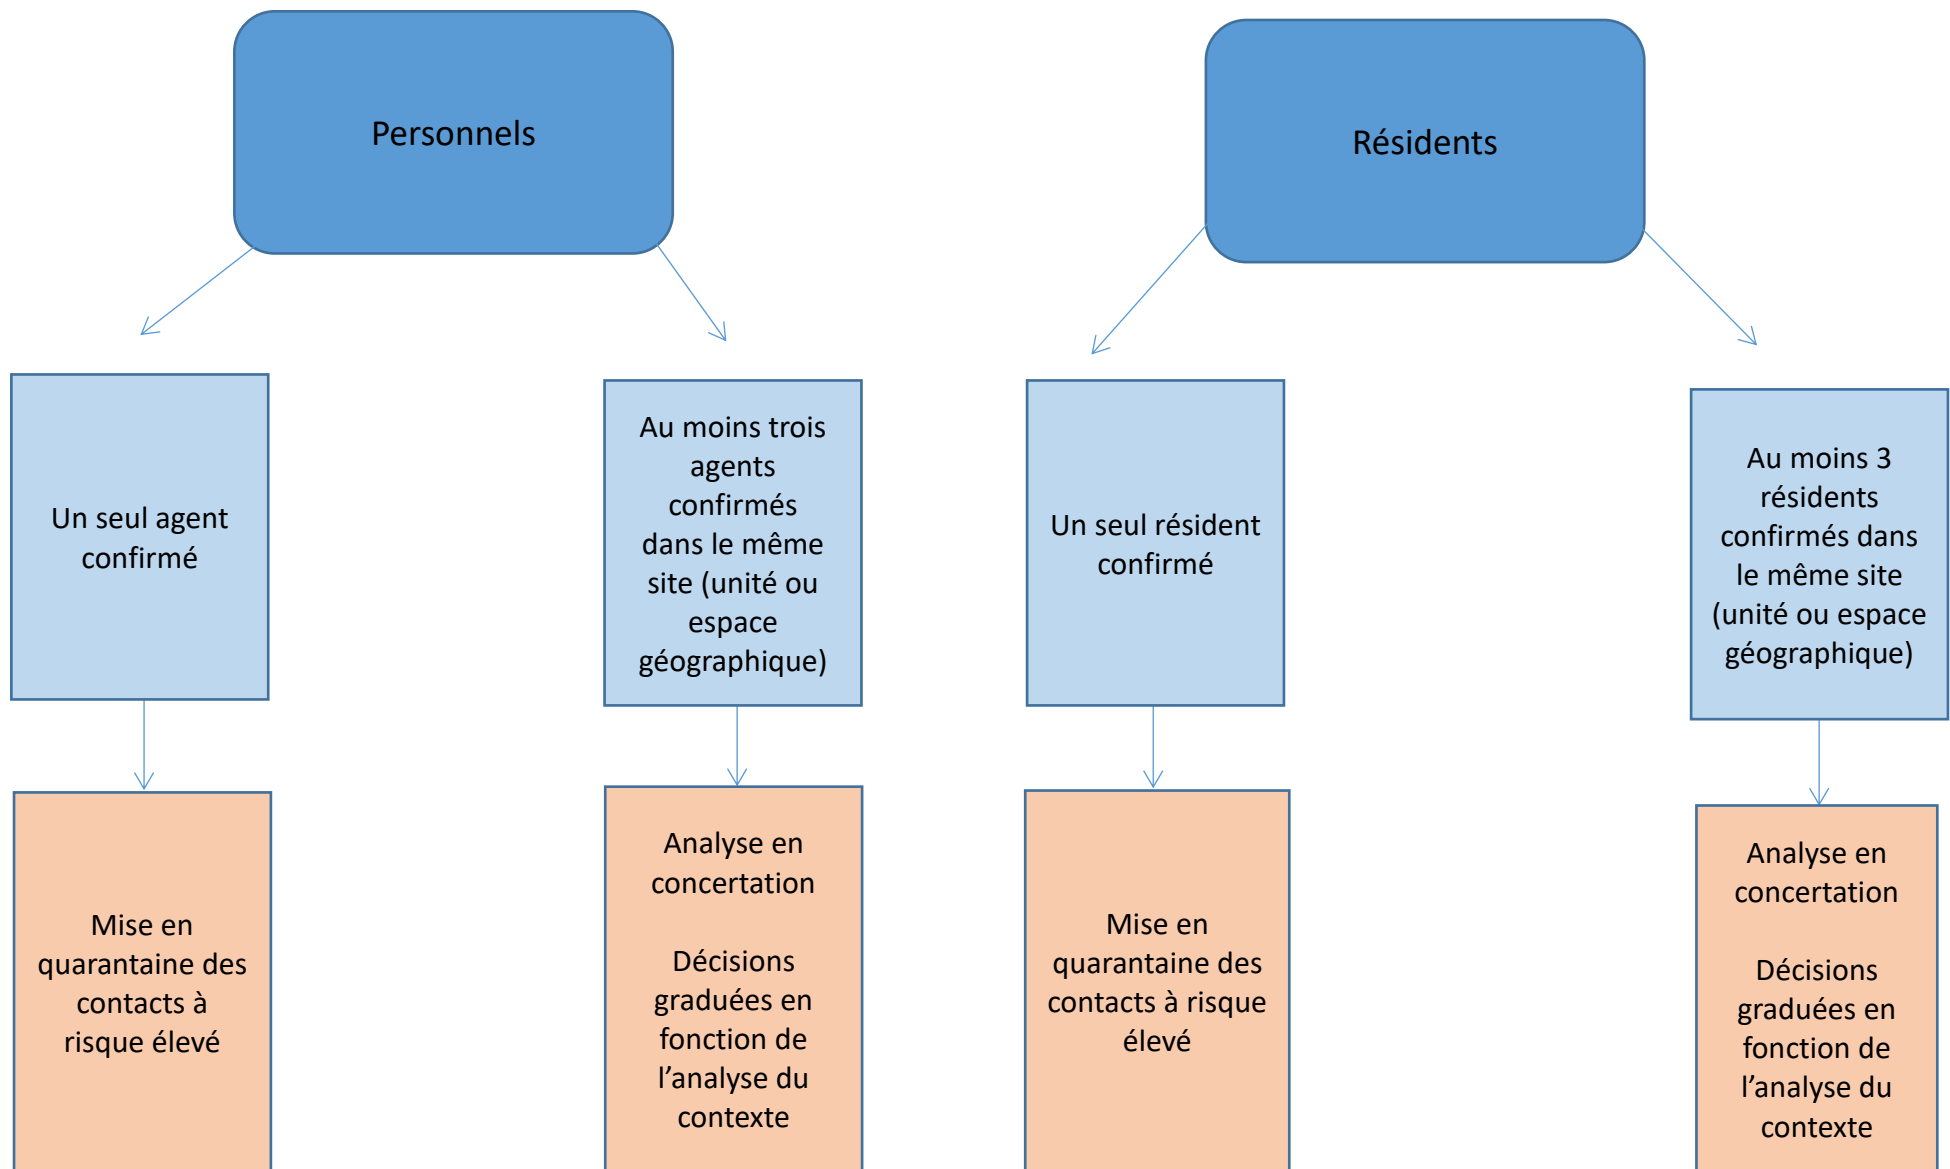 Personnels
Résidents
Un seul agent
confirmé
Au moins trois
agents
confirmés
dans le même
site (unité ou
espace
géographique)
Un seul résident
confirmé
Au moins 3
résidents
confirmés dans
le même site
(unité ou espace
géographique)
Mise en
quarantaine des
contacts à
risque élevé
Analyse en
concertation
Décisions
graduées en
fonction de
l’analyse du
contexte
Mise en
quarantaine des
contacts à risque
élevé
Analyse en
concertation
Décisions
graduées en
fonction de
l’analyse du
contexte